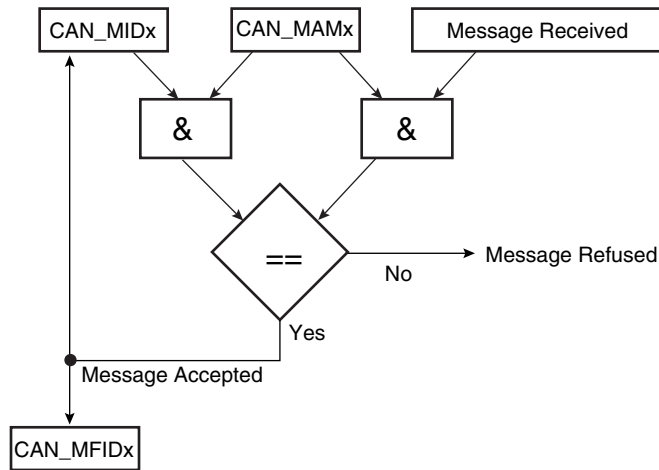 CAN_MIDx
CAN_MAMx
Message Received
&
&
==
No
Message Refused
Yes
Message Accepted
CAN_MFIDx